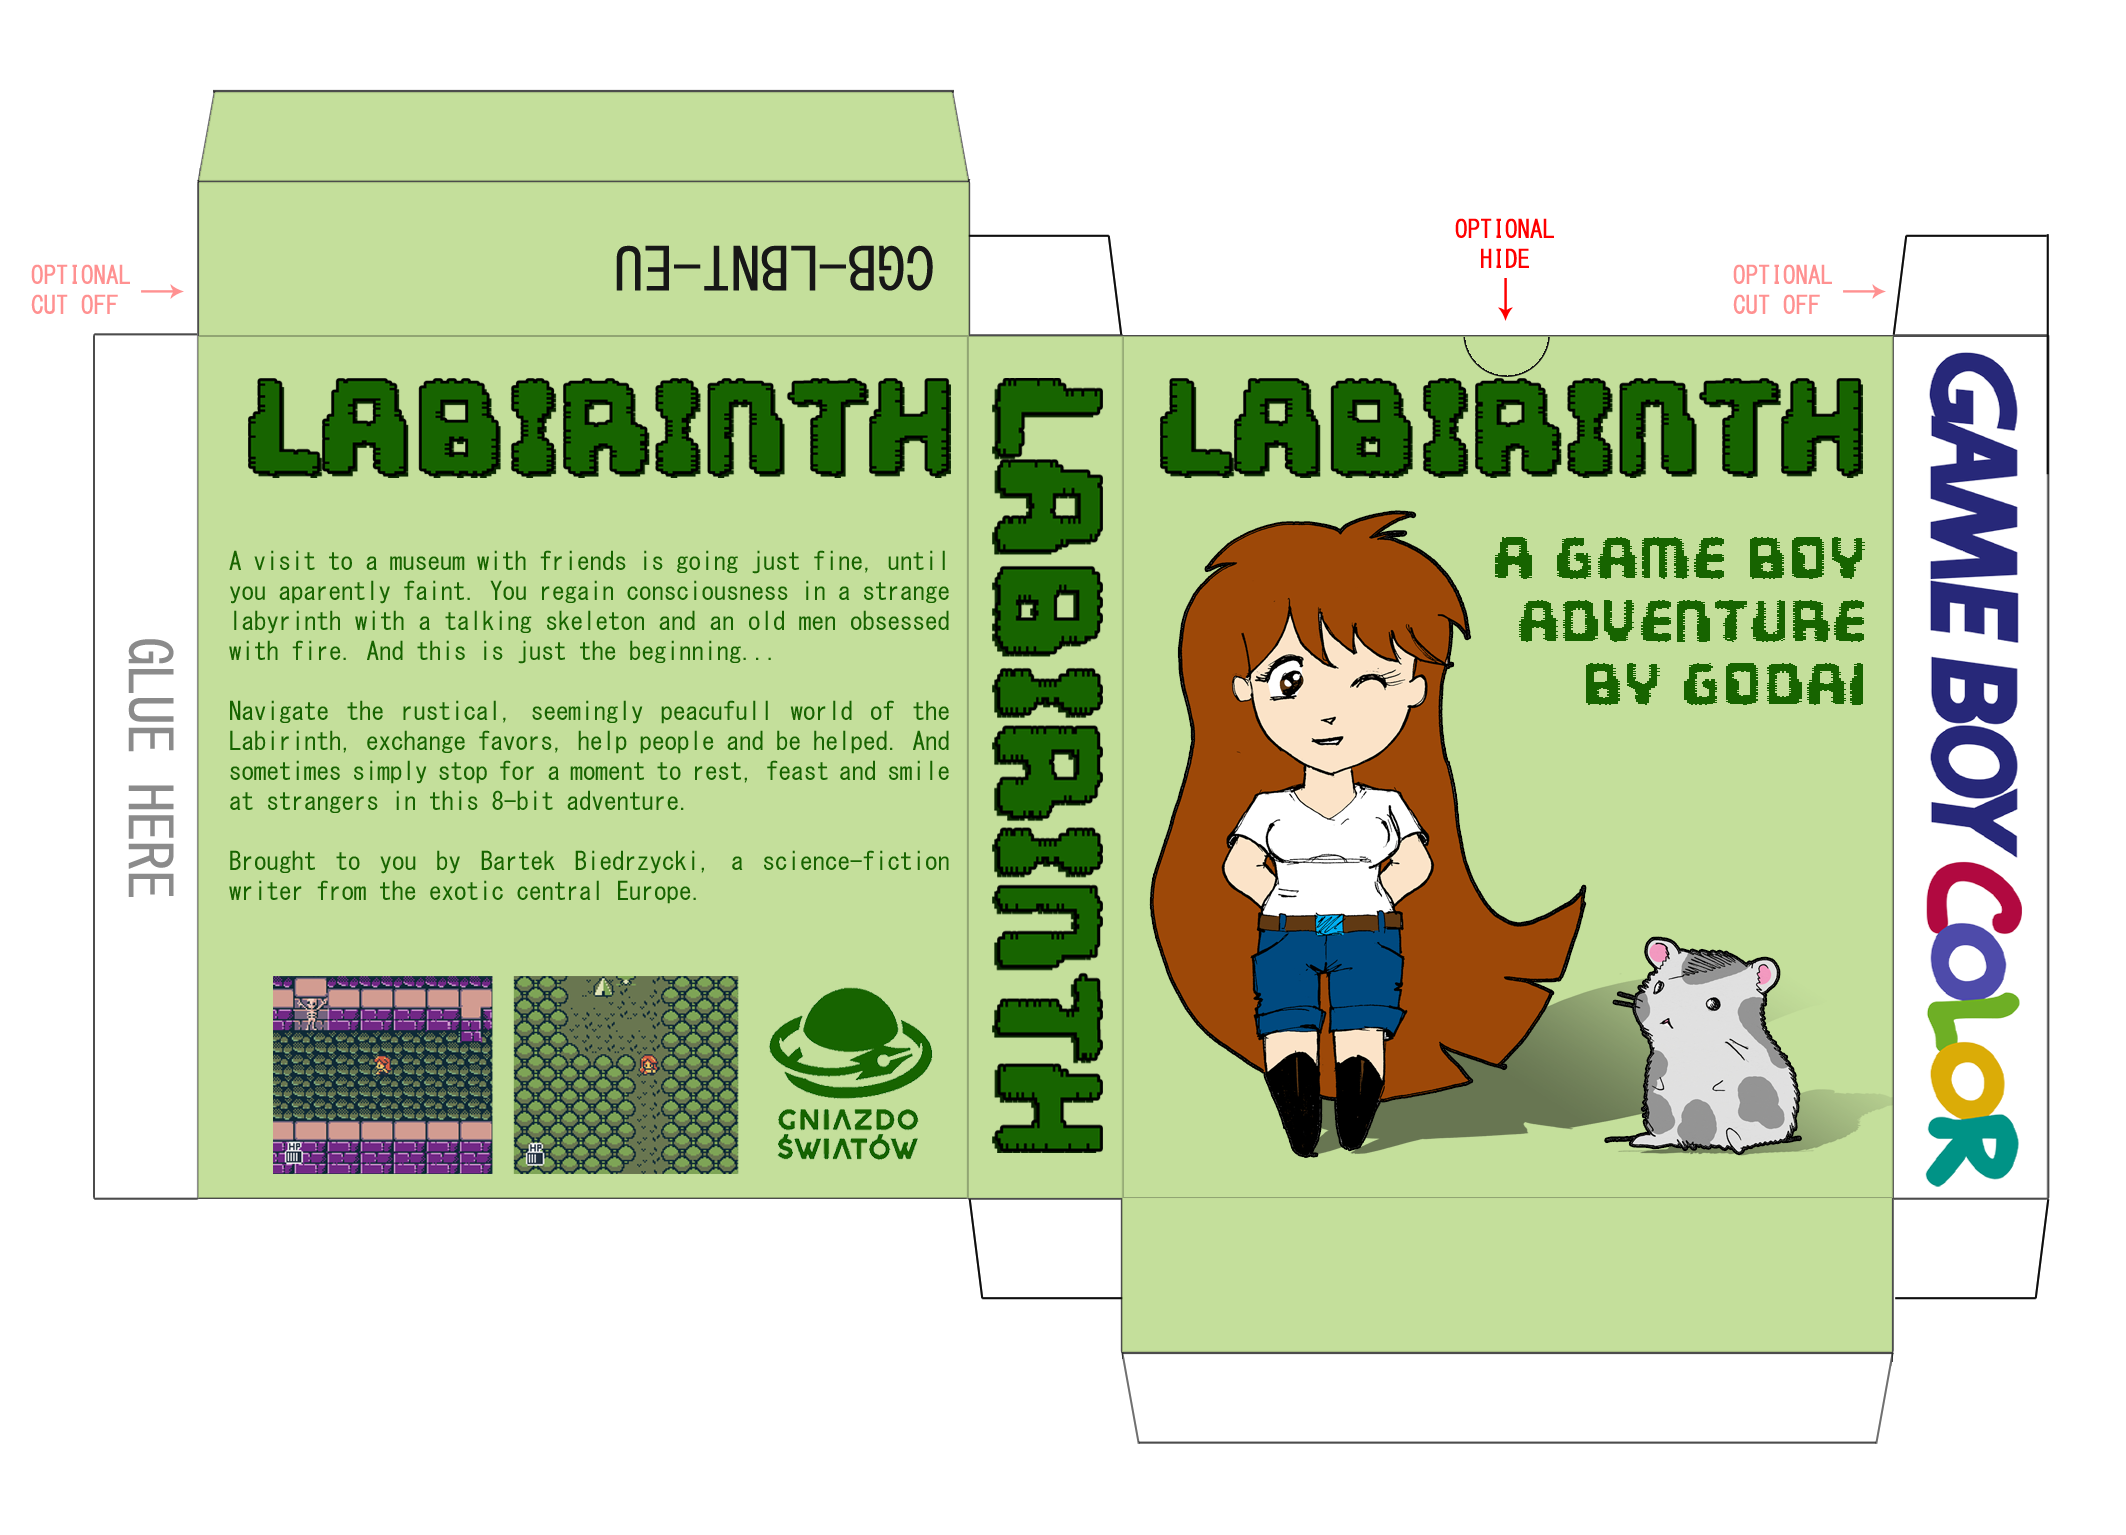 OPTIONAL
CUT OFF
CGB-LBNT-EU
OPTIONAL
HIDE
OPTIONAL
CUT OFF
GLUE HERE
LABIRINTH
A visit to a museum with friends is going just fine, until
you aparently faint. You regain consciousness in a strange
labyrinth with a talking skeleton and an old men obsessed
with fire. And this is just the beginning...
Navigate the rustical, seemingly peacufull world of the
Labirinth, exchange favors, help people and be helped. And
sometimes simply stop for a moment to rest, feast and smile
at strangers in this 8-bit adventure.
Brought to you by Bartek Biedrzycki, a science-fiction
writer from the exotic central Europe.
HP
HP
GNIAZDO
ŚWIATÓW
LABIRINTH
LABIRINTH
A GAME BOY
ADVENTURE
BY GODAI
GAME BOY COLOR